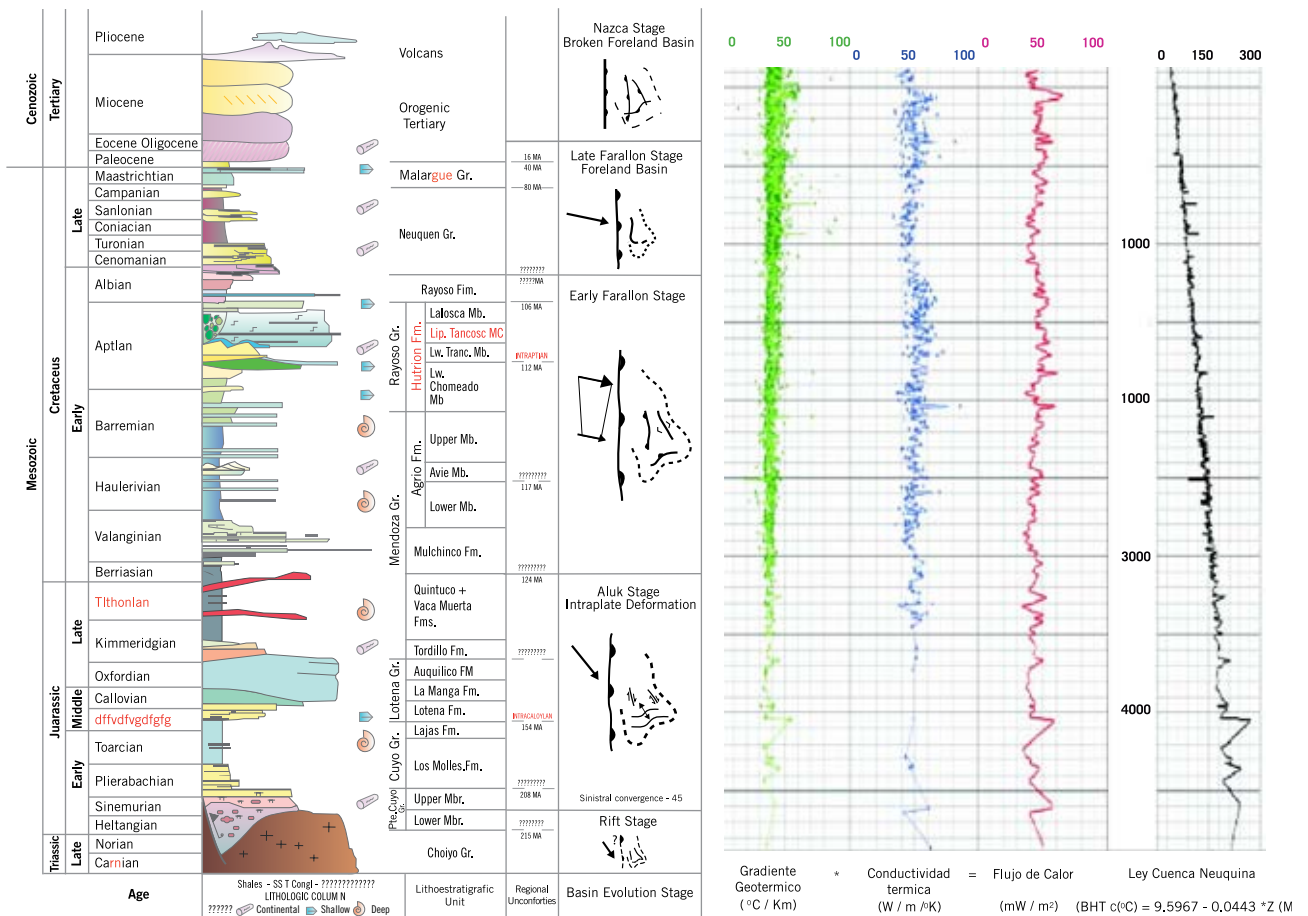 Cenozoic
Tertiary
Pliocene
Miocene
Eocene Oligocene
Paleocene
Mesozoic
Cretaceus
Late
Maastrichtian
Campanian
Sanlonian
Coniacian
Turonian
Cenomanian
Early
Albian
Aptlan
Barremian
Haulerivian
Valanginian
Berriasian
Juarassic
Late
TIthonlan
Kimmeridgian
Oxfordian
Middle
Callovian
dffvdfvgdfgfg
Early
Toarcian
Plierabachian
Sinemurian
Heltangian
Triassic
Late
Norian
Carnian
Age
Shales - SS T Congl - ?????????????
LITHOLOGIC COLUM N
?????? Continental Shallow Deep
Volcans
Orogenic
Tertiary
Malargue Gr.
Neuquen Gr.
Rayoso Fim.
Rayoso Gr.
Hutrion Fm.
Lalosca Mb.
Lip. Tancosc MC
Lw. Tranc. Mb.
Lw.
Chomeado
Mb
Mendoza Gr.
Agrio Fm.
Upper Mb.
Avie Mb.
Lower Mb.
Mulchinco Fm.
Quintuco +
Vaca Muerta
Fms.
Tordillo Fm.
Lotena Gr.
Auquilico FM
La Manga Fm.
Lotena Fm.
Cuyo Gr.
Lajas Fm.
Los Molles.Fm.
Pte.Cuyo
Gr.
Upper Mbr.
Lower Mbr.
Choiyo Gr.
Lithoestratigrafic
Unit
16 MA
40 MA
80 MA
????????
?????MA
106 MA
INTRAPTIAN
112 MA
?????????
117 MA
?????????
124 MA
?????????
INTRACALOYLAN
154 MA
?????????
208 MA
????????
215 MA
Regional
Unconforties
Nazca Stage
Broken Foreland Basin
Late Farallon Stage
Foreland Basin
Early Farallon Stage
Aluk Stage
Intraplate Deformation
Sinistral convergence - 45
Rift Stage
?
Basin Evolution Stage
0 50 100
0 50 100
0 50 100
0 150 300
1000
1000
3000
4000
Gradiente
Geotermico
(°C / Km)
*
Conductividad
termica
(W / m /°K)
=
Flujo de Calor
(mW / m²)
Ley Cuenca Neuquina
(BHT c(°C) = 9.5967 - 0.0443 *Z (M